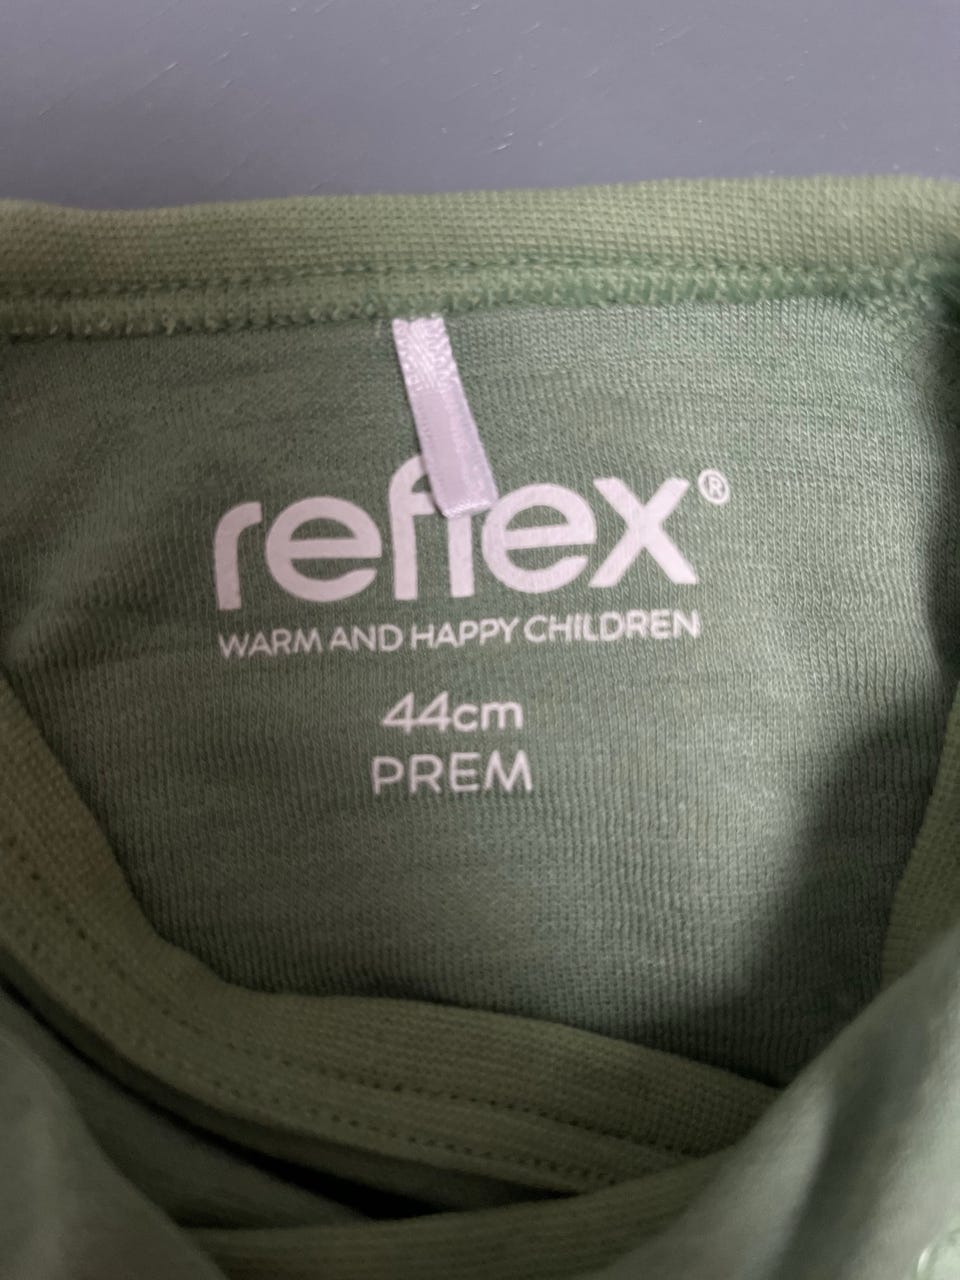 reflex®
WARM AND HAPPY CHILDREN
44cm
PREM